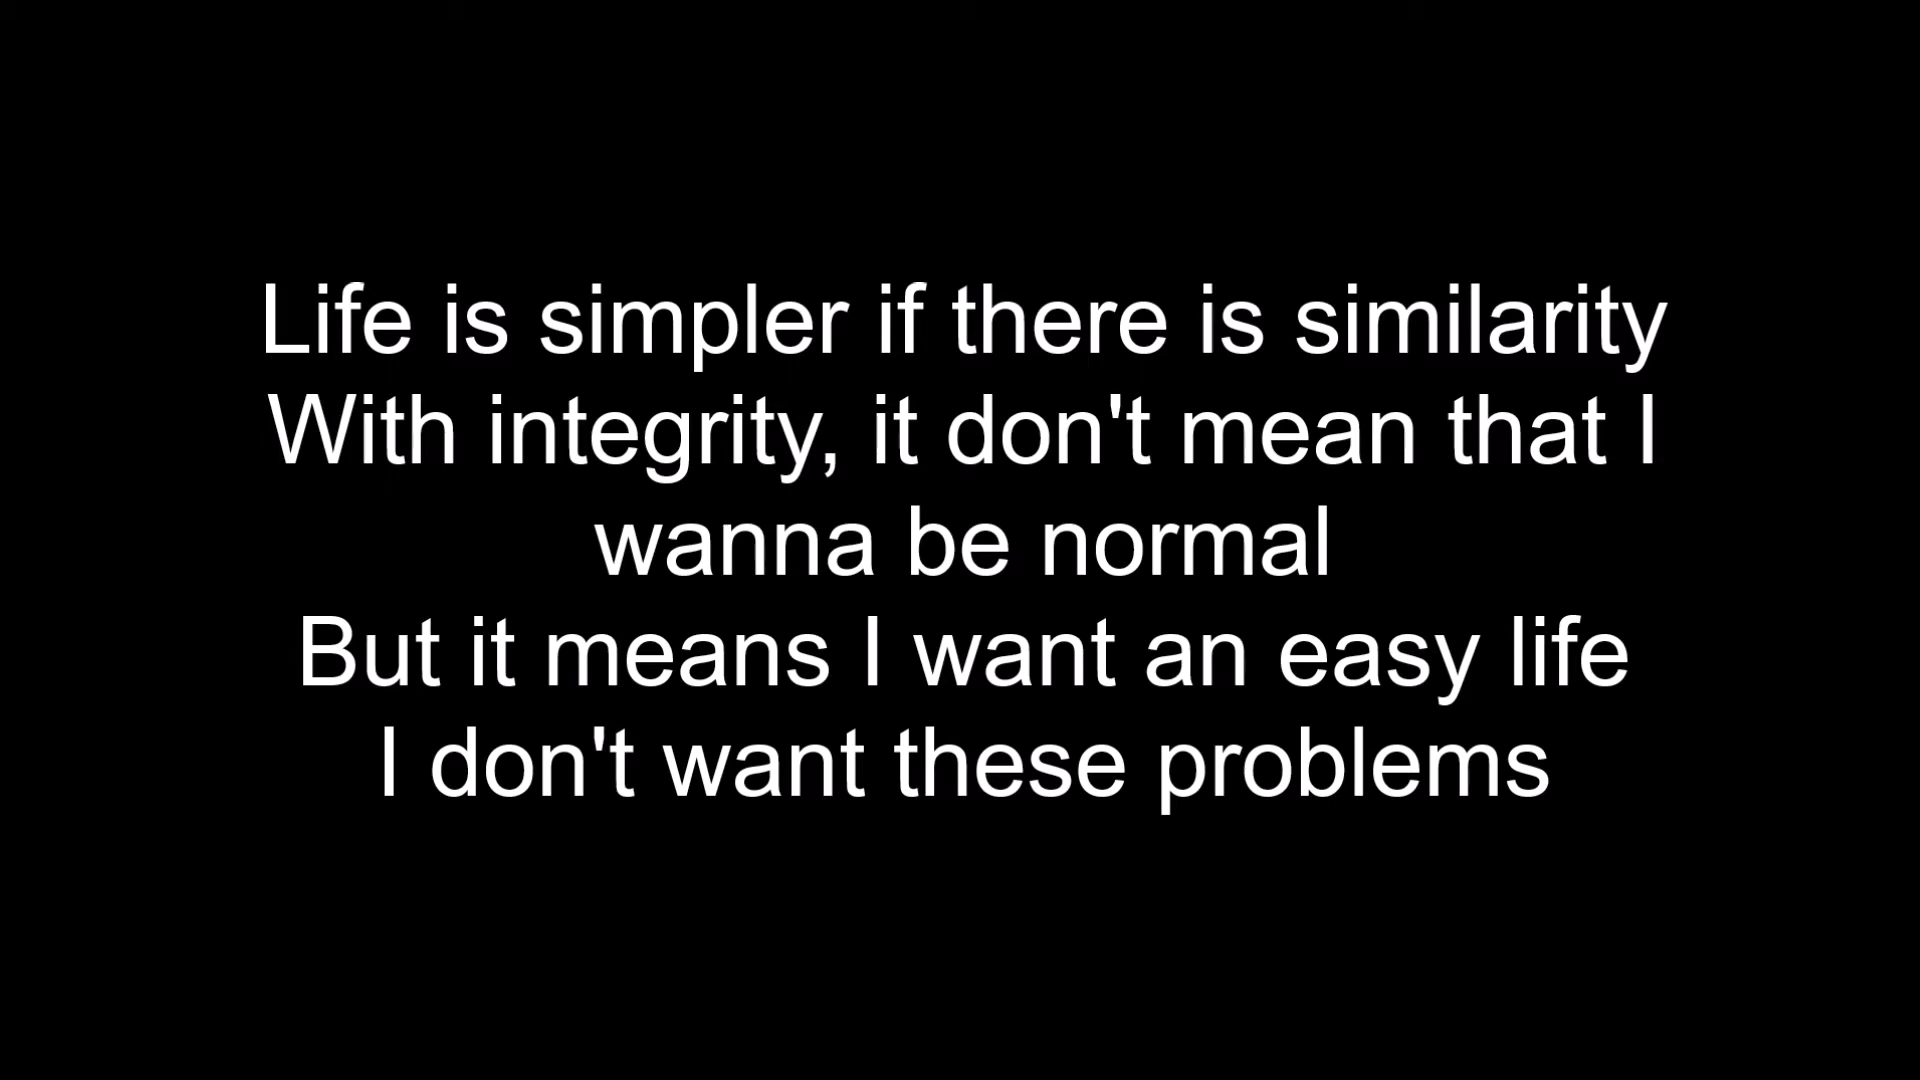 Life is simpler if there is similarity
With integrity, it don't mean that I
wanna be normal
But it means I want an easy life
I don't want these problems